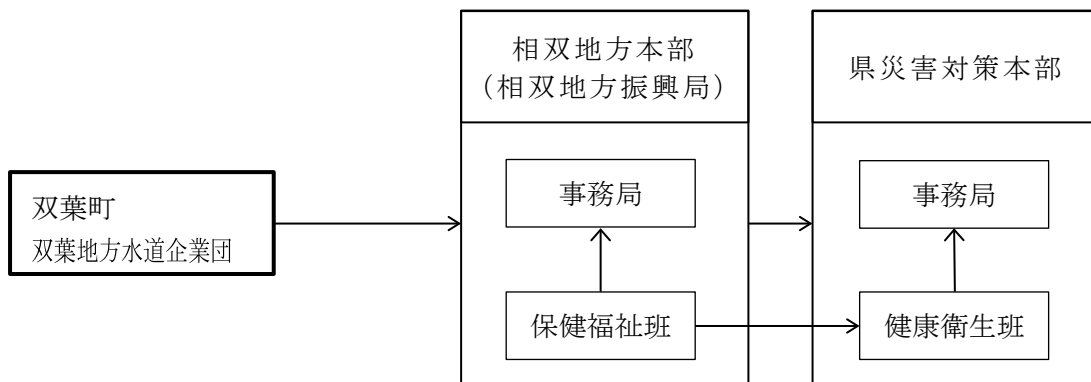 相双地方本部
（相双地方振興局）
県災害対策本部
双葉町
双葉地方水道企業団
事務局
事務局
保健福祉班
健康衛生班